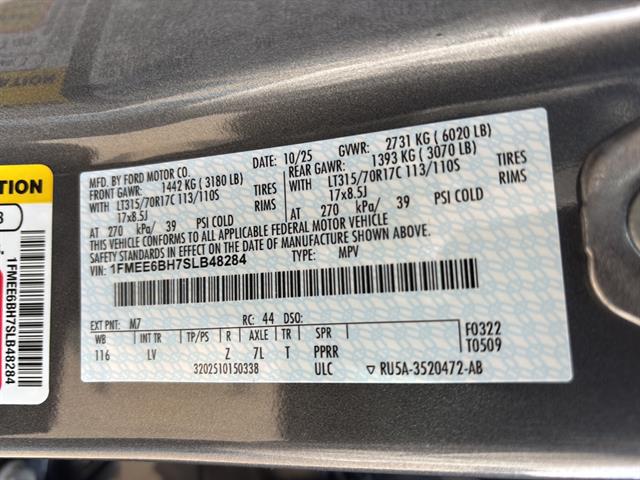 MFD. BY FORD MOTOR CO.
DATE: 10/25 GVWR: 2731 KG ( 6020 LB)
FRONT GAWR: 1442 KG ( 3180 LB) REAR GAWR: 1393 KG ( 3070 LB)
WITH LT315/70R17C 113/110S TIRES WITH LT315/70R17C 113/110S TIRES
17x8.5J RIMS 17x8.5J RIMS
AT 270 kPa/ 39 PSI COLD AT 270 kPa/ 39 PSI COLD
THIS VEHICLE CONFORMS TO ALL APPLICABLE FEDERAL MOTOR VEHICLE
SAFETY STANDARDS IN EFFECT ON THE DATE OF MANUFACTURE SHOWN ABOVE.
VIN: 1FMEE6BH7SLB48284 TYPE: MPV
EXT PNT: M7 RC: 44 DSO: F0322
WB INT TR TP/PS R AXLE TR SPR T0509
116 LV Z 7L T PPRR
3202510150338 ULC RU5A-3520472-AB
1FMEE6BH7SLB48284